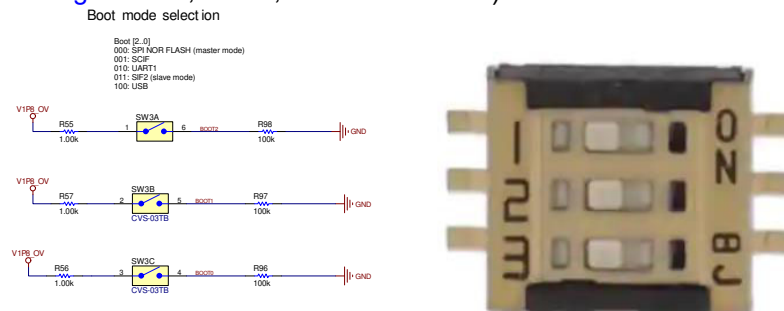 Boot mode selection
Boot [2..0]
000: SPI NOR FLASH (master mode)
001: SCIF
010: UART1
011: SIF2 (slave mode)
100: USB
V1P8_OV
R55
1.00k
SW3A
1
6
BOOT2
R98
100k
GND
V1P8_OV
R57
1.00k
SW3B
2
5
CVS-03TB
BOOT1
R97
100k
GND
V1P8_OV
R56
1.00k
SW3C
3
4
CVS-03TB
BOOT0
R96
100k
GND
1
2
3
ON